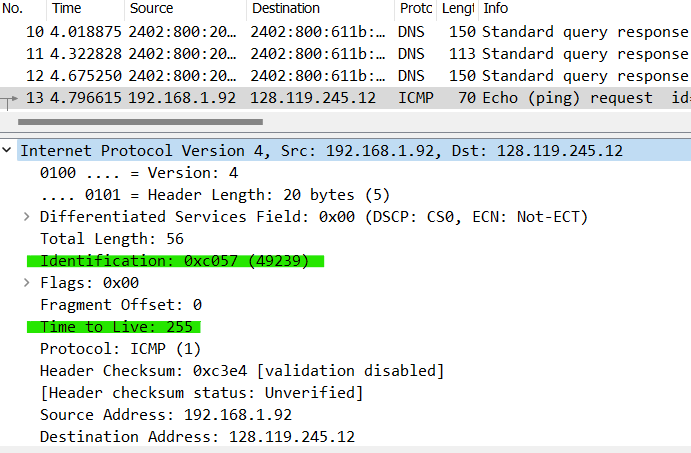 No. Time Source Destination Protc Lengt Info
10 4.018875 2402:800:20… 2402:800:611b:… DNS 150 Standard query response
11 4.322828 2402:800:20… 2402:800:611b:… DNS 113 Standard query response
12 4.675250 2402:800:20… 2402:800:611b:… DNS 150 Standard query response
13 4.796615 192.168.1.92 128.119.245.12 ICMP 70 Echo (ping) request id=
Internet Protocol Version 4, Src: 192.168.1.92, Dst: 128.119.245.12
0100 .... = Version: 4
.... 0101 = Header Length: 20 bytes (5)
Differentiated Services Field: 0x00 (DSCP: CS0, ECN: Not-ECT)
Total Length: 56
Identification: 0xc057 (49239)
Flags: 0x00
Fragment Offset: 0
Time to Live: 255
Protocol: ICMP (1)
Header Checksum: 0xc3e4 [validation disabled]
[Header checksum status: Unverified]
Source Address: 192.168.1.92
Destination Address: 128.119.245.12